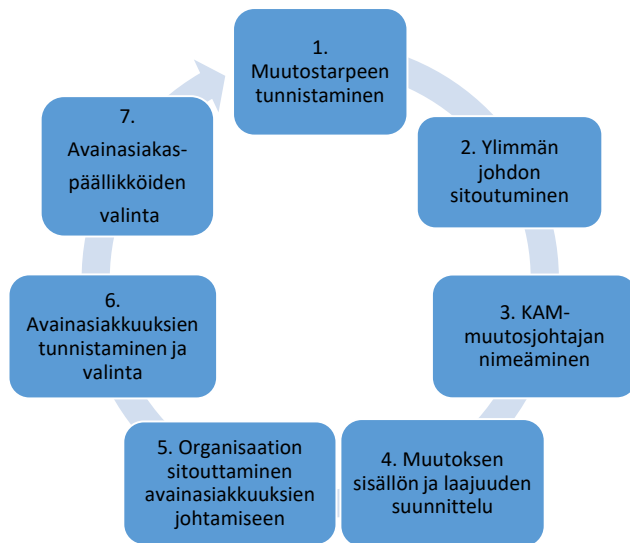 1.
Muutostarpeen
tunnistaminen
2. Ylimmän
johdon
sitoutuminen
3. KAM-
muutosjohtajan
nimeäminen
4. Muutoksen
sisällön ja laajuuden
suunnittelu
5. Organisaation
sitouttaminen
avainasiakkuuksien
johtamiseen
6.
Avainasiakkuuksien
tunnistaminen ja
valinta
7.
Avainasiakas-
päällikköiden
valinta